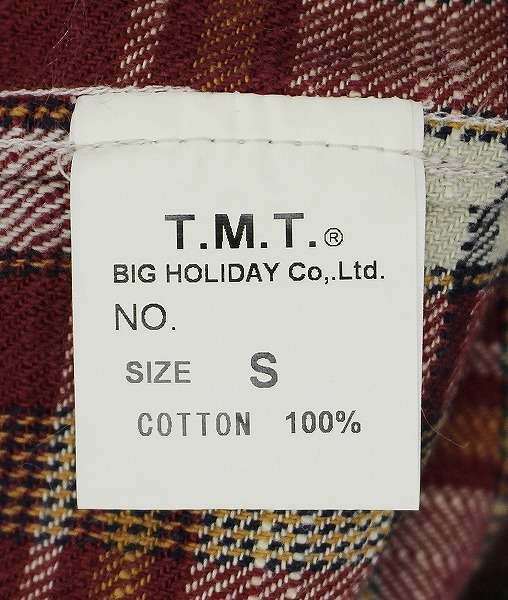 T.M.T.®
BIG HOLIDAY Co,.Ltd.
NO.
SIZE S
COTTON 100%